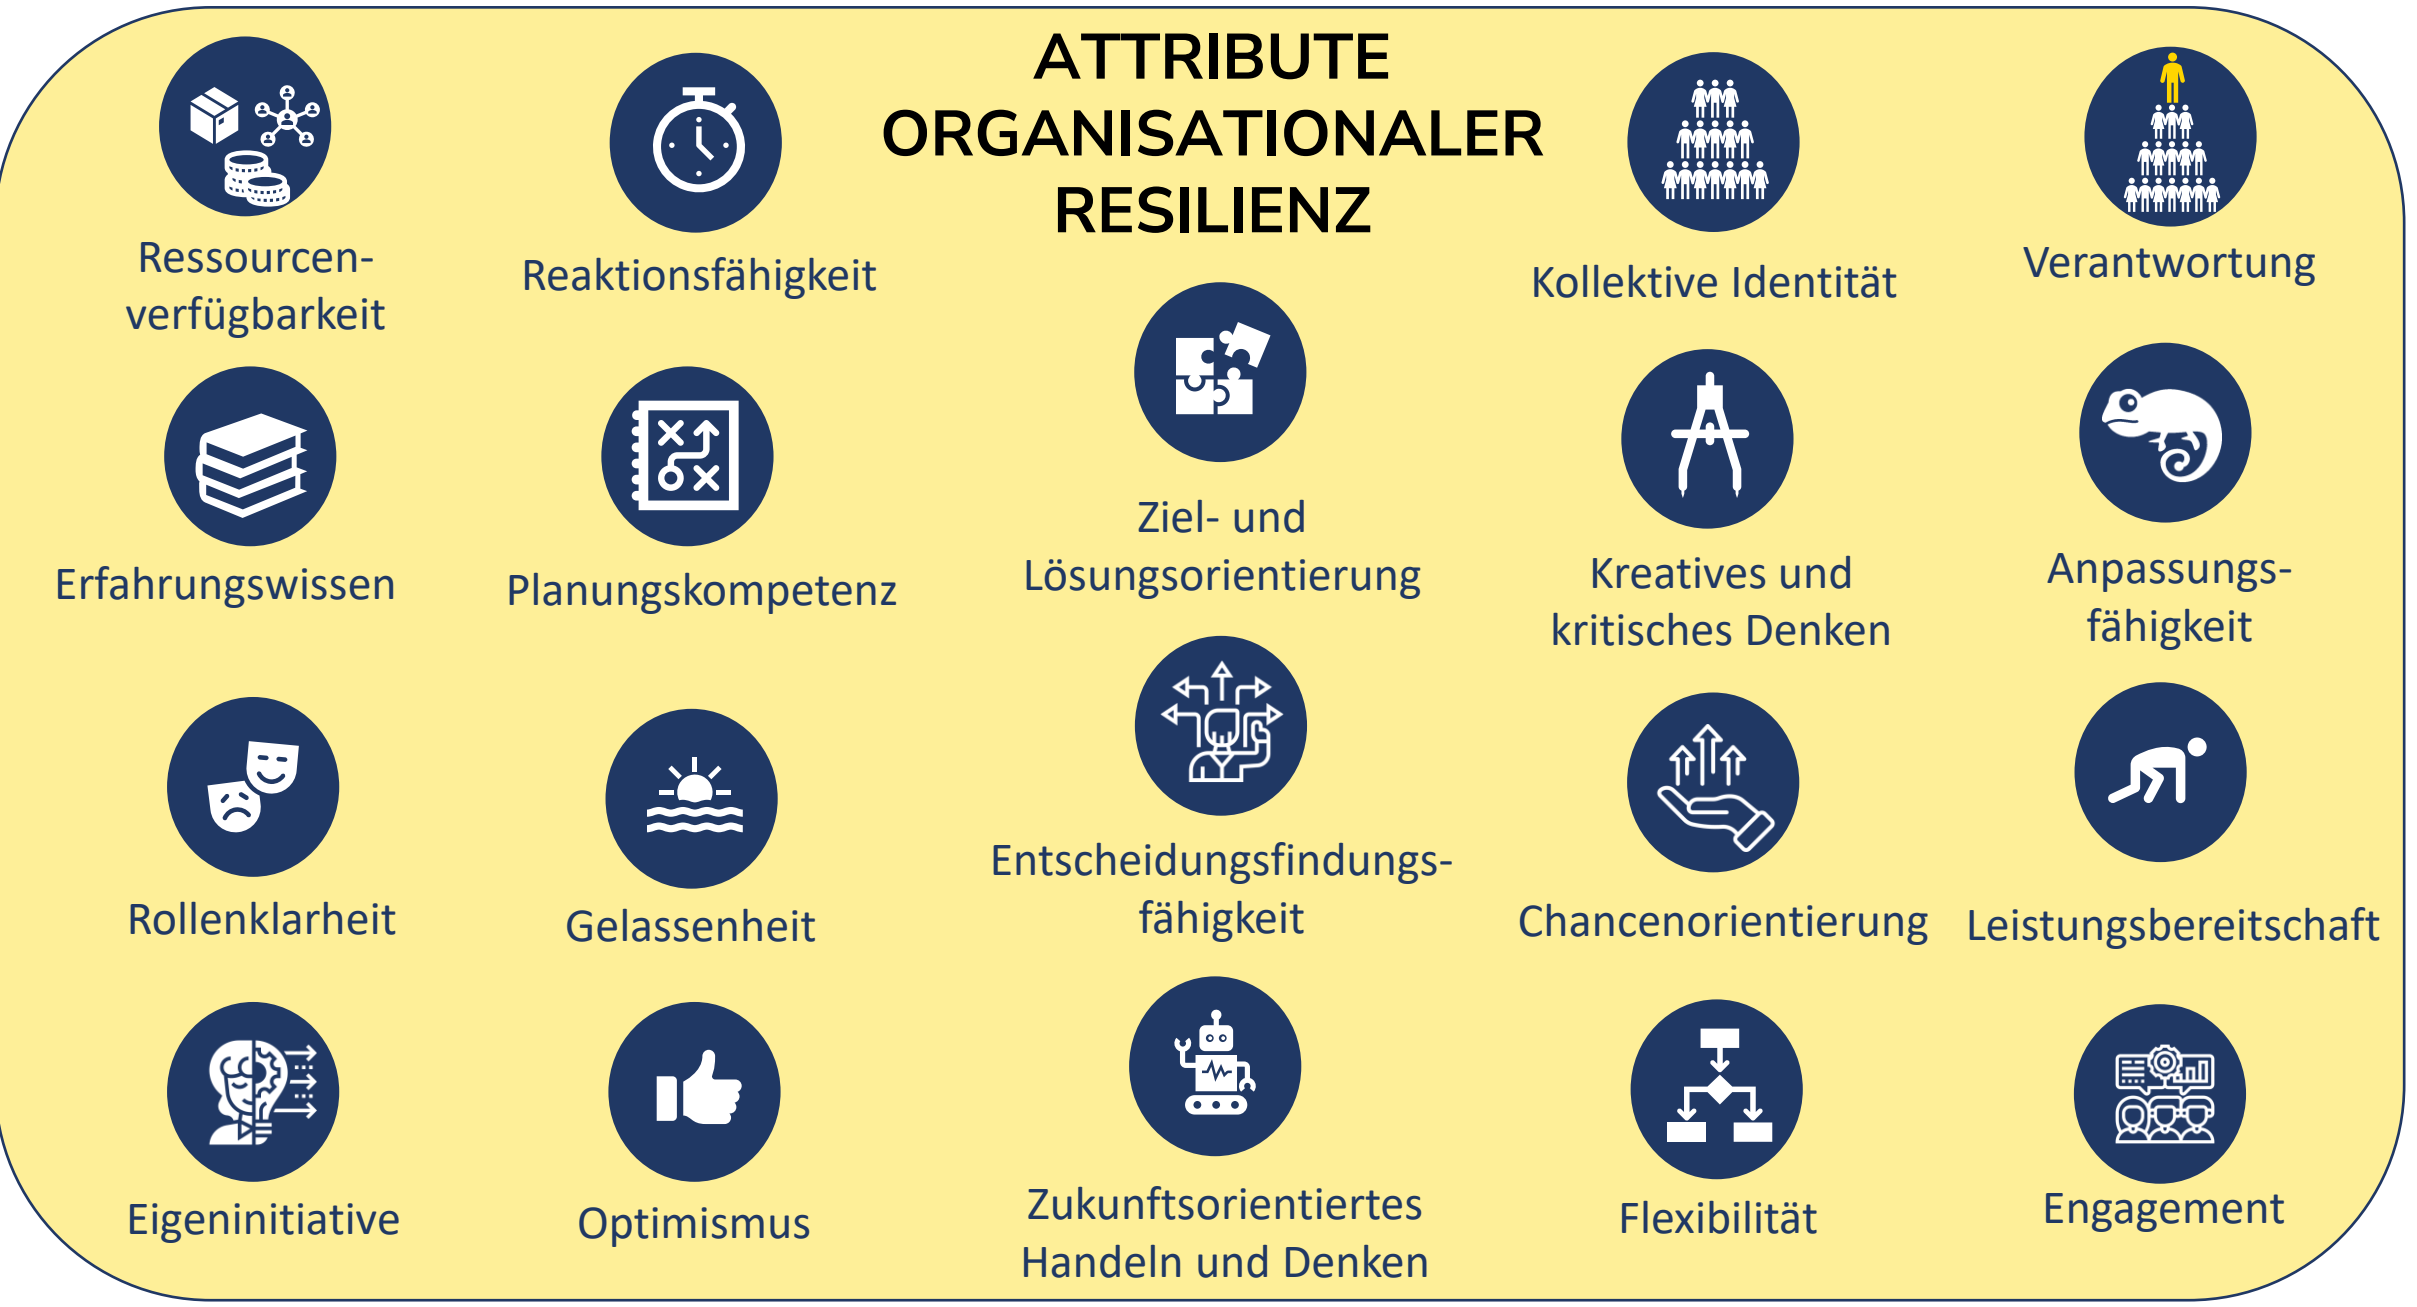 ATTRIBUTE
ORGANISATIONALER
RESILIENZ
Ressourcen-
verfügbarkeit
Reaktionsfähigkeit
Kollektive Identität
Verantwortung
Erfahrungswissen
Planungskompetenz
Ziel- und
Lösungsorientierung
Kreatives und
kritisches Denken
Anpassungs-
fähigkeit
Rollenklarheit
Gelassenheit
Entscheidungsfindungs-
fähigkeit
Chancenorientierung
Leistungsbereitschaft
Eigeninitiative
Optimismus
Zukunftsorientiertes
Handeln und Denken
Flexibilität
Engagement